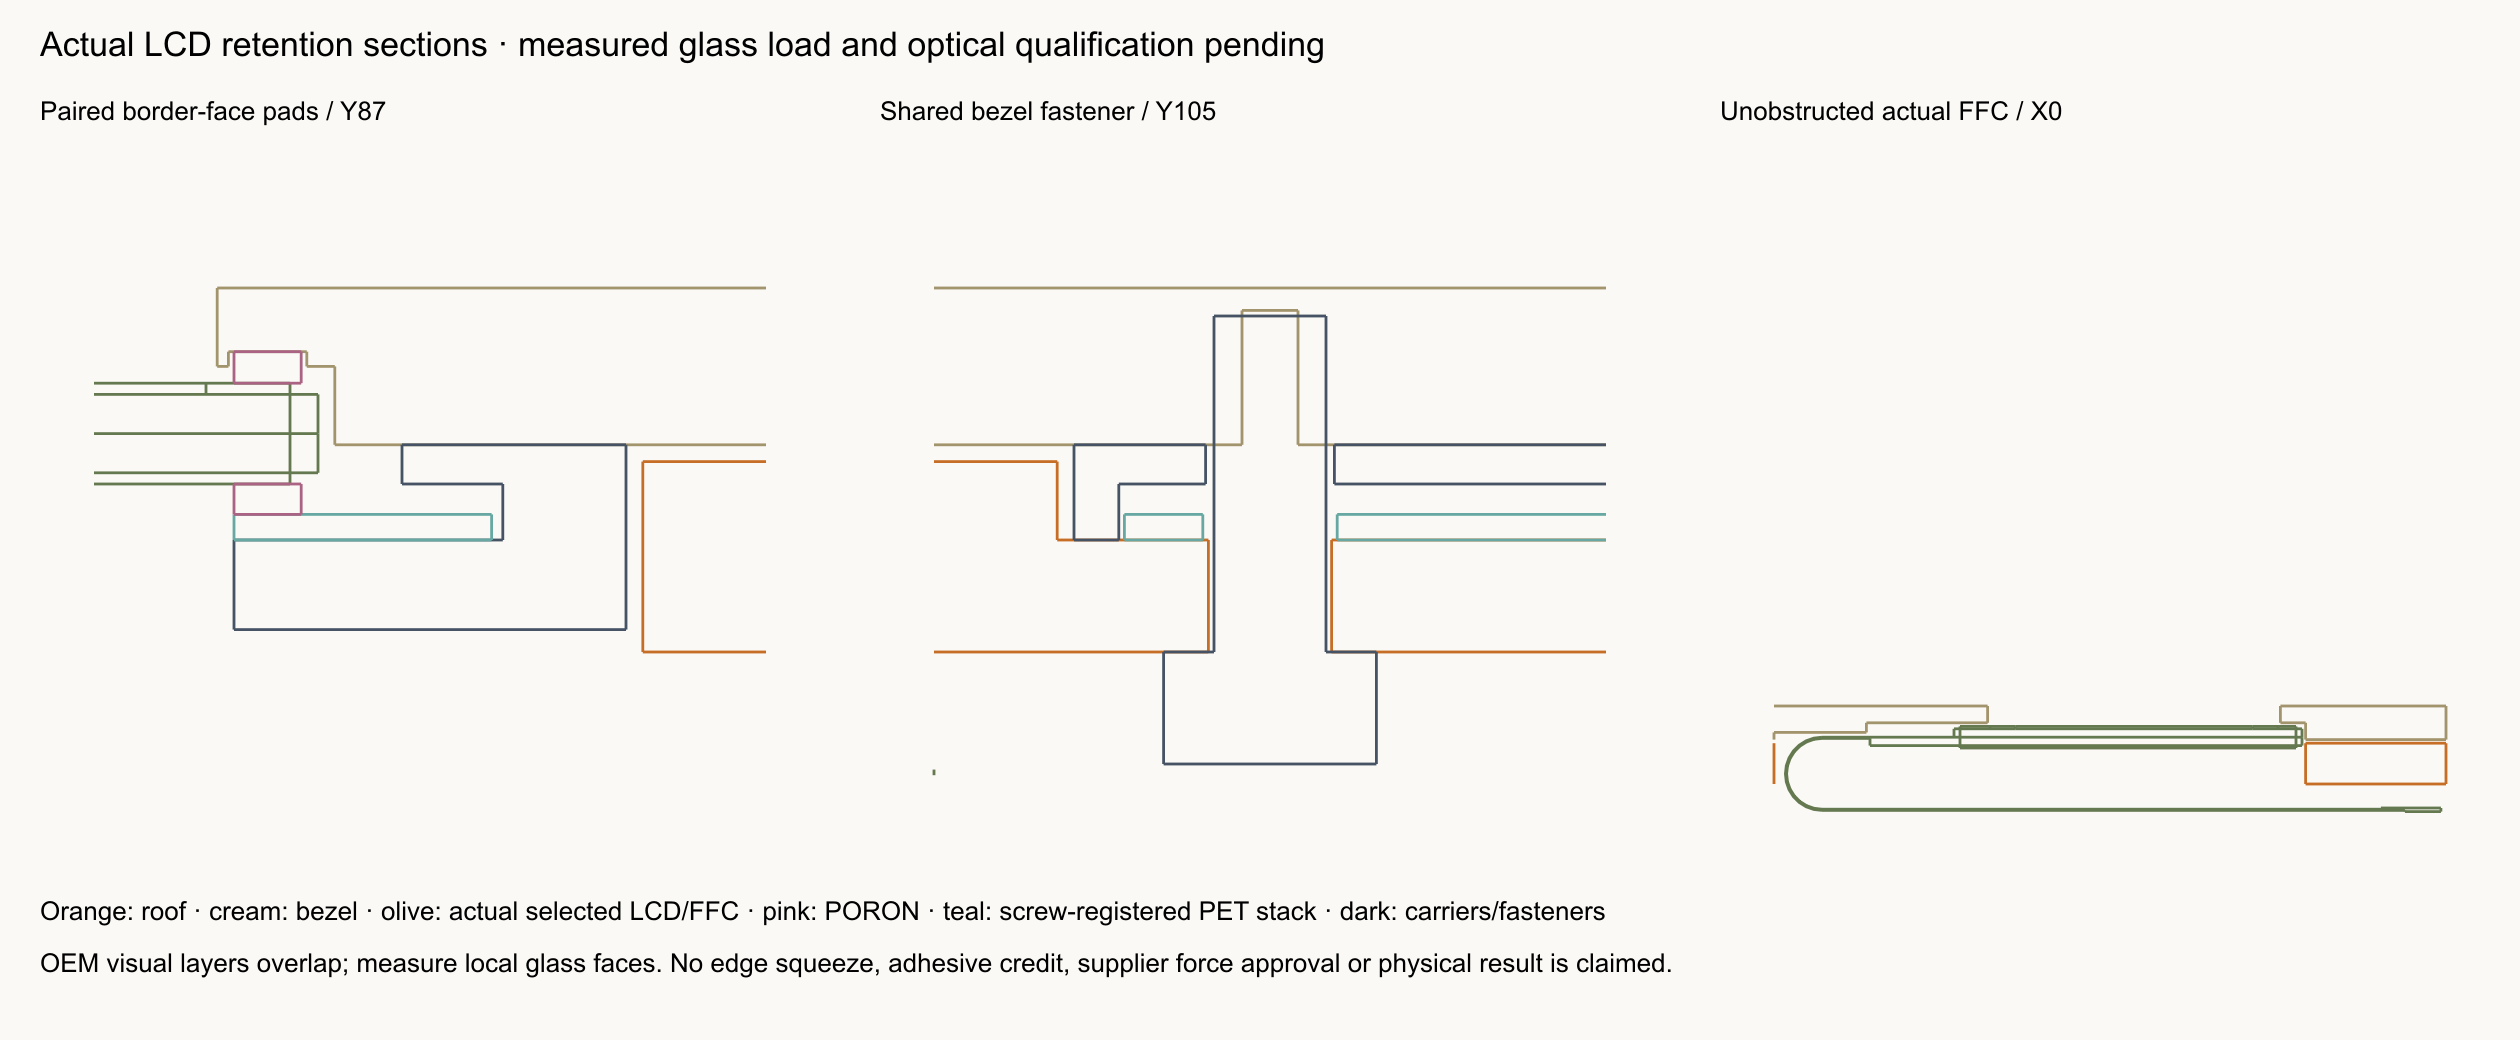 Actual LCD retention sections · measured glass load and optical qualification pending
Paired border-face pads / Y87
Shared bezel fastener / Y105
Unobstructed actual FFC / X0
Orange: roof · cream: bezel · olive: actual selected LCD/FFC · pink: PORON · teal: screw-registered PET stack · dark: carriers/fasteners
OEM visual layers overlap; measure local glass faces. No edge squeeze, adhesive credit, supplier force approval or physical result is claimed.